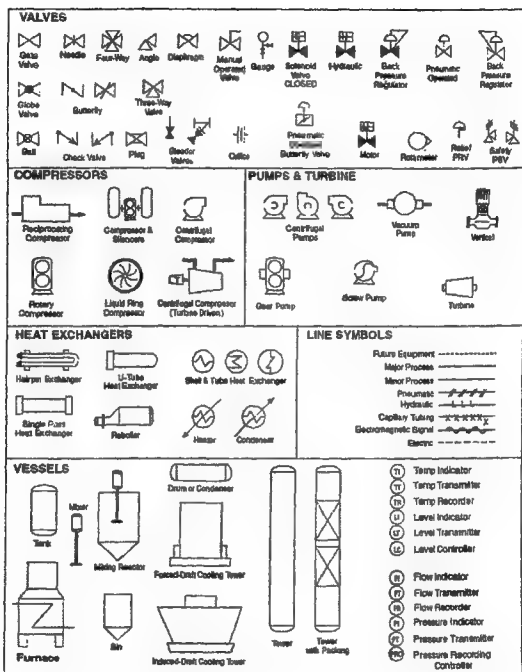 VALVES
Gate Valve
Needle
Four-Way
Angle
Diaphragm
Manual Operated Valve
Gauge
Solenoid Valve CLOSED
Hydraulic
Back Pressure Regulator
Pneumatic Operated
Back Pressure Regulator
Globe Valve
Butterfly
Three-Way Valve
Ball
Check Valve
Plug
Bleeder Valves
Orifice
Pneumatic
Butterfly Valve
Motor
Rotameter
Relief PRV
Safety PSV
COMPRESSORS
Reciprocating Compressor
Compressor & Silencers
Centrifugal Compressor
Rotary Compressor
Liquid Ring Compressor
Centrifugal Compressor (Turbine Driven)
PUMPS & TURBINE
Centrifugal Pumps
Vacuum Pump
Vertical
Gear Pump
Screw Pump
Turbine
HEAT EXCHANGERS
Hairpin Exchanger
U-Tube Heat Exchanger
Shell & Tube Heat Exchanger
Single Pass Heat Exchanger
Reboiler
Heater
Condenser
LINE SYMBOLS
Future Equipment
Major Process
Minor Process
Pneumatic
Hydraulic
Capillary Tubing
Electromagnetic Signal
Electric
VESSELS
Tank
Mixer
Mixing Reactor
Drum or Condenser
Forced-Draft Cooling Tower
Furnace
Bin
Induced-Draft Cooling Tower
Tower
Tower with Packing
TI Temp Indicator
TT Temp Transmitter
TR Temp Recorder
LI Level Indicator
LT Level Transmitter
LC Level Controller
FI Flow Indicator
FT Flow Transmitter
FR Flow Recorder
PI Pressure Indicator
PT Pressure Transmitter
PRC Pressure Recording Controller